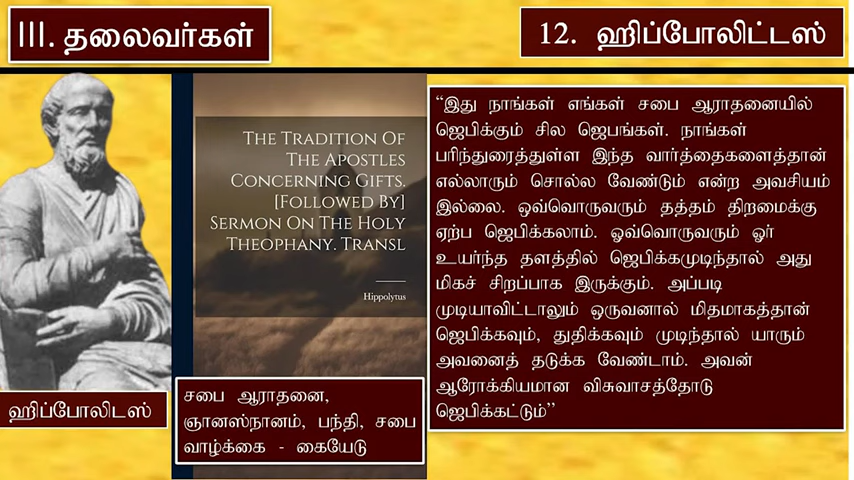 III. தலைவர்கள்
12. ஹிப்போலிட்டஸ்
THE TRADITION OF
THE APOSTLES
CONCERNING GIFTS.
[FOLLOWED BY]
SERMON ON THE HOLY
THEOPHANY. TRANSL
Hippolytus
ஹிப்போலிடஸ்
சபை ஆராதனை,
ஞானஸ்நானம், பந்தி, சபை
வாழ்க்கை - கையேடு
“இது நாங்கள் எங்கள் சபை ஆராதனையில்
ஜெபிக்கும் சில ஜெபங்கள். நாங்கள்
பரிந்துரைத்துள்ள இந்த வார்த்தைகளைத்தான்
எல்லாரும் சொல்ல வேண்டும் என்ற அவசியம்
இல்லை. ஒவ்வொருவரும் தத்தம் திறமைக்கு
ஏற்ப ஜெபிக்கலாம். ஒவ்வொருவரும் ஓர்
உயர்ந்த தளத்தில் ஜெபிக்கமுடிந்தால் அது
மிகச் சிறப்பாக இருக்கும். அப்படி
முடியாவிட்டாலும் ஒருவனால் மிதமாகத்தான்
ஜெபிக்கவும், துதிக்கவும் முடிந்தால் யாரும்
அவனைத் தடுக்க வேண்டாம். அவன்
ஆரோக்கியமான விசுவாசத்தோடு
ஜெபிக்கட்டும்”